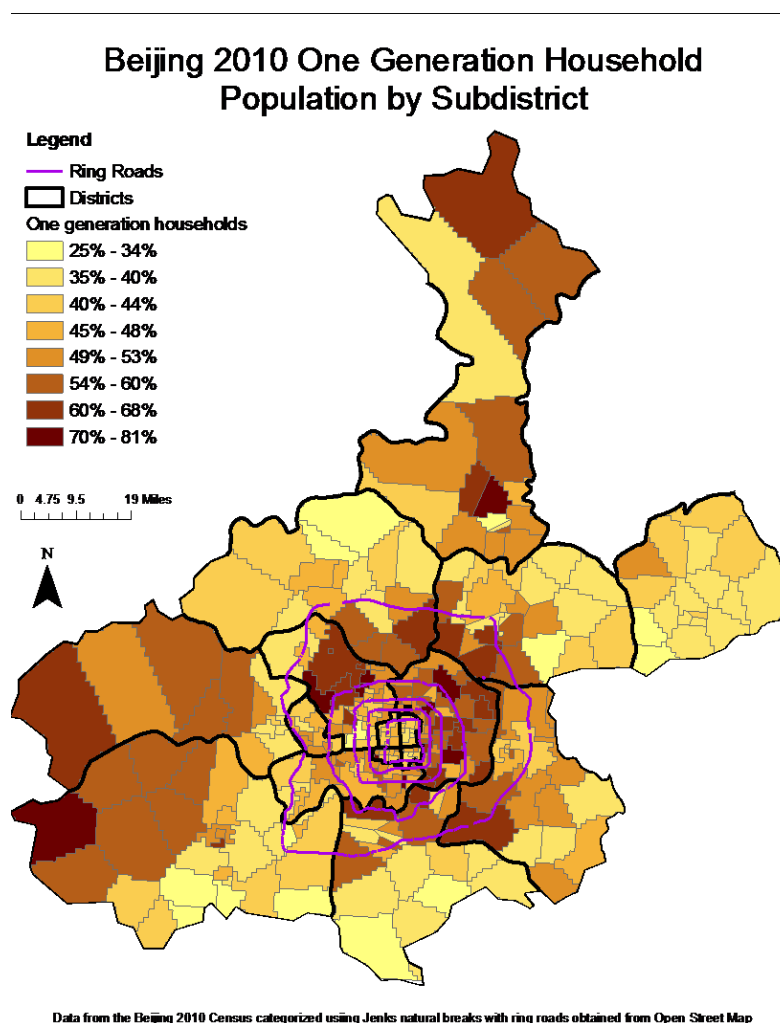 Beijing 2010 One Generation Household
Population by Subdistrict
Legend
Ring Roads
Districts
One generation households
25% - 34%
35% - 40%
40% - 44%
45% - 48%
49% - 53%
54% - 60%
60% - 68%
70% - 81%
0 4.75 9.5 19 Miles
N
Data from the Beijing 2010 Census categorized using Jenks natural breaks with ring roads obtained from Open Street Map